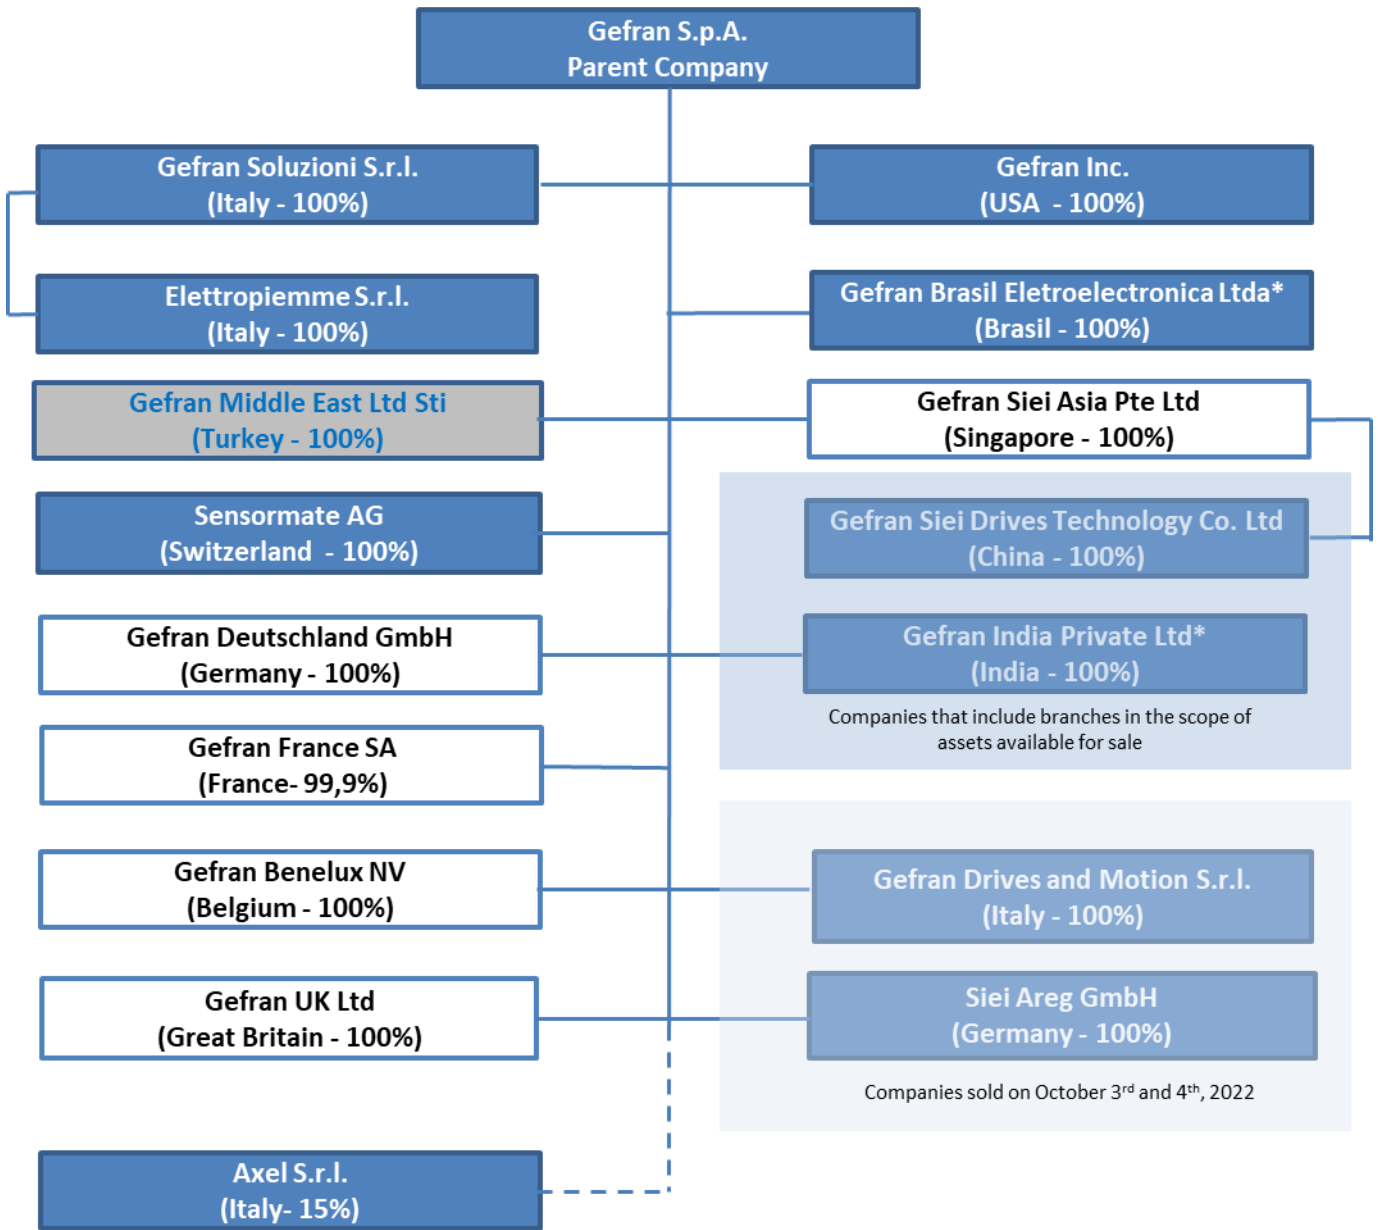 Gefran S.p.A.
Parent Company
Gefran Soluzioni S.r.l.
(Italy - 100%)
Gefran Inc.
(USA - 100%)
Elettropiemme S.r.l.
(Italy - 100%)
Gefran Brasil Eletroelectronica Ltda*
(Brasil - 100%)
Gefran Middle East Ltd Sti
(Turkey - 100%)
Gefran Siei Asia Pte Ltd
(Singapore - 100%)
Sensormate AG
(Switzerland - 100%)
Gefran Siei Drives Technology Co. Ltd
(China - 100%)
Gefran Deutschland GmbH
(Germany - 100%)
Gefran India Private Ltd*
(India - 100%)
Companies that include branches in the scope of
assets available for sale
Gefran France SA
(France- 99,9%)
Gefran Benelux NV
(Belgium - 100%)
Gefran Drives and Motion S.r.l.
(Italy - 100%)
Gefran UK Ltd
(Great Britain - 100%)
Siei Areg GmbH
(Germany - 100%)
Companies sold on October 3rd and 4th, 2022
Axel S.r.l.
(Italy- 15%)